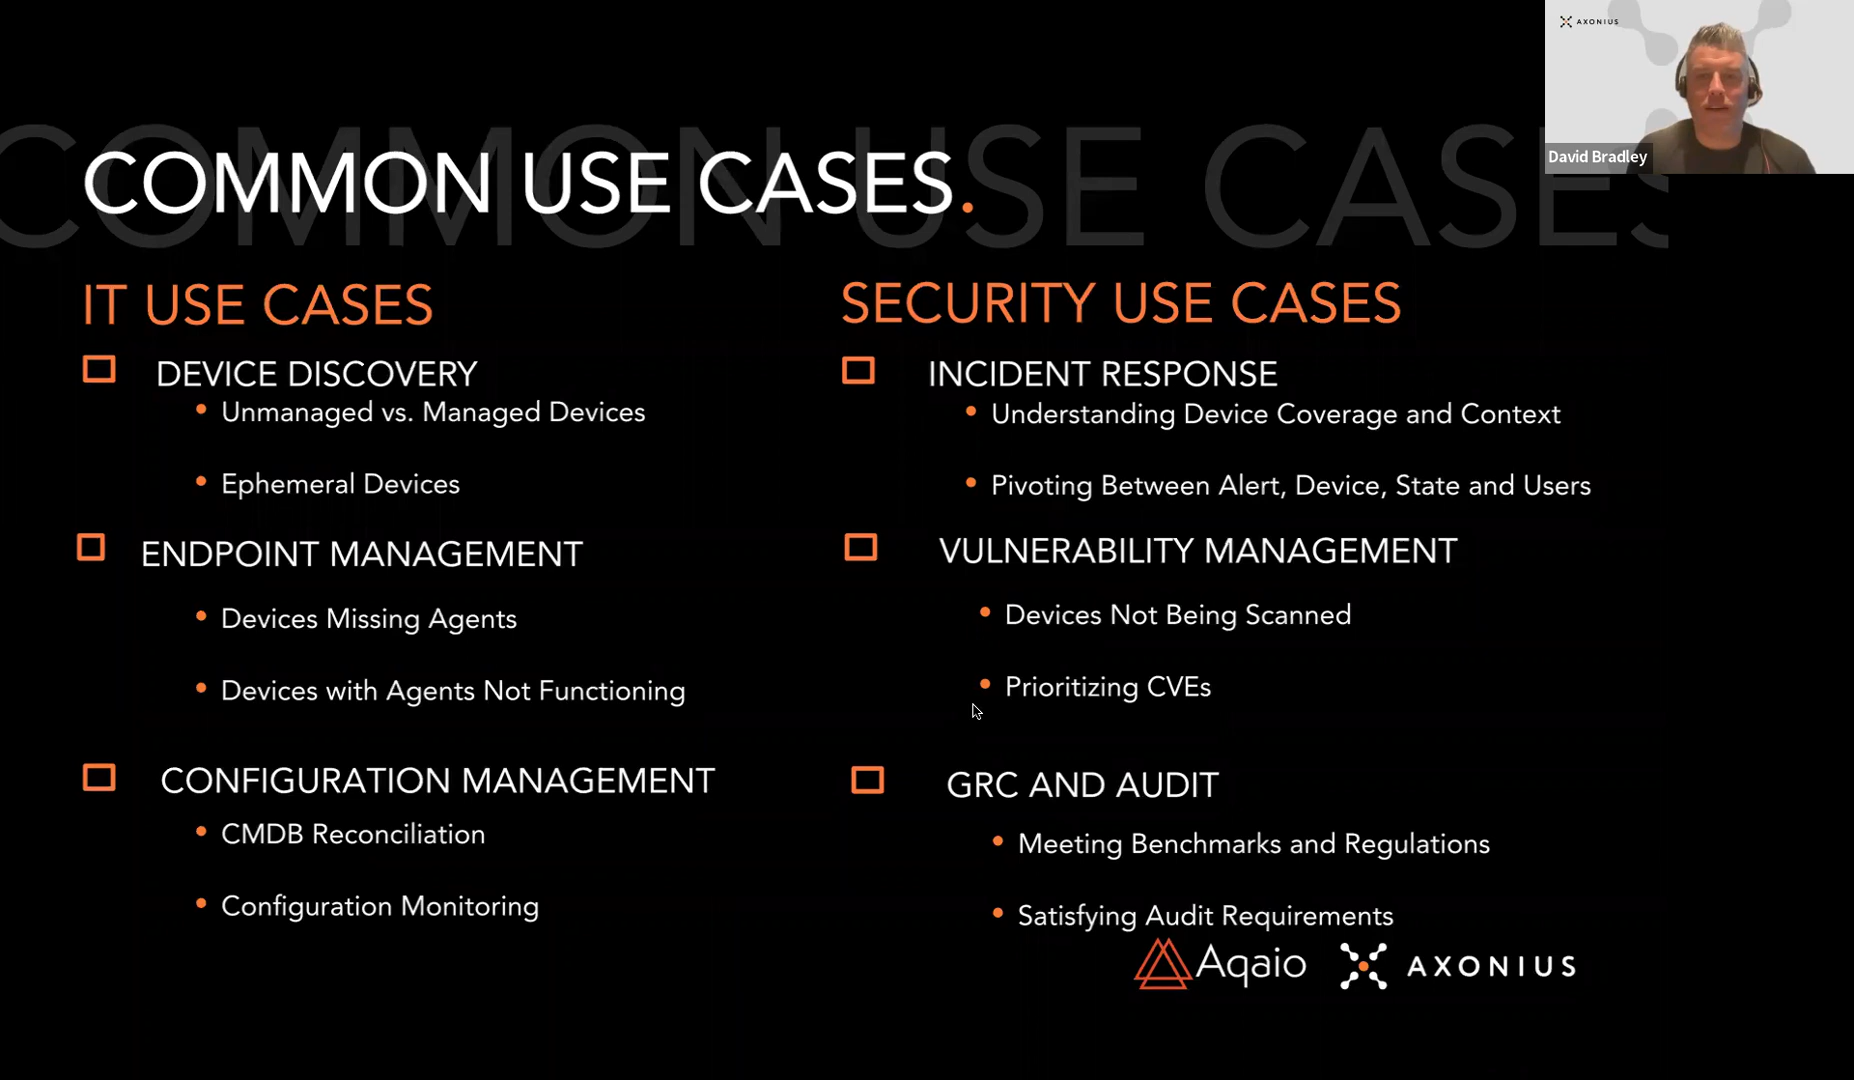 AXONIUS
David Bradley
COMMON USE CASES
COMMON USE CASES.
IT USE CASES
DEVICE DISCOVERY
Unmanaged vs. Managed Devices
Ephemeral Devices
ENDPOINT MANAGEMENT
Devices Missing Agents
Devices with Agents Not Functioning
CONFIGURATION MANAGEMENT
CMDB Reconciliation
Configuration Monitoring
SECURITY USE CASES
INCIDENT RESPONSE
Understanding Device Coverage and Context
Pivoting Between Alert, Device, State and Users
VULNERABILITY MANAGEMENT
Devices Not Being Scanned
Prioritizing CVEs
GRC AND AUDIT
Meeting Benchmarks and Regulations
Satisfying Audit Requirements
Aqaio
AXONIUS